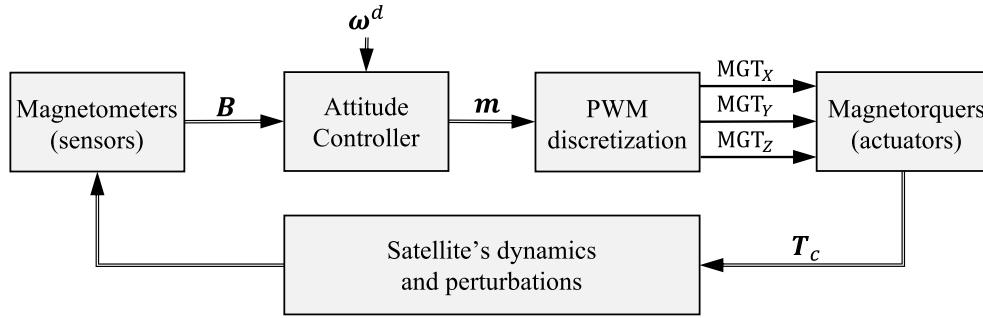 ω^d
Magnetometers
(sensors)
B
Attitude
Controller
m
PWM
discretization
MGT_X
MGT_Y
MGT_Z
Magnetorquers
(actuators)
Satellite's dynamics
and perturbations
T_c